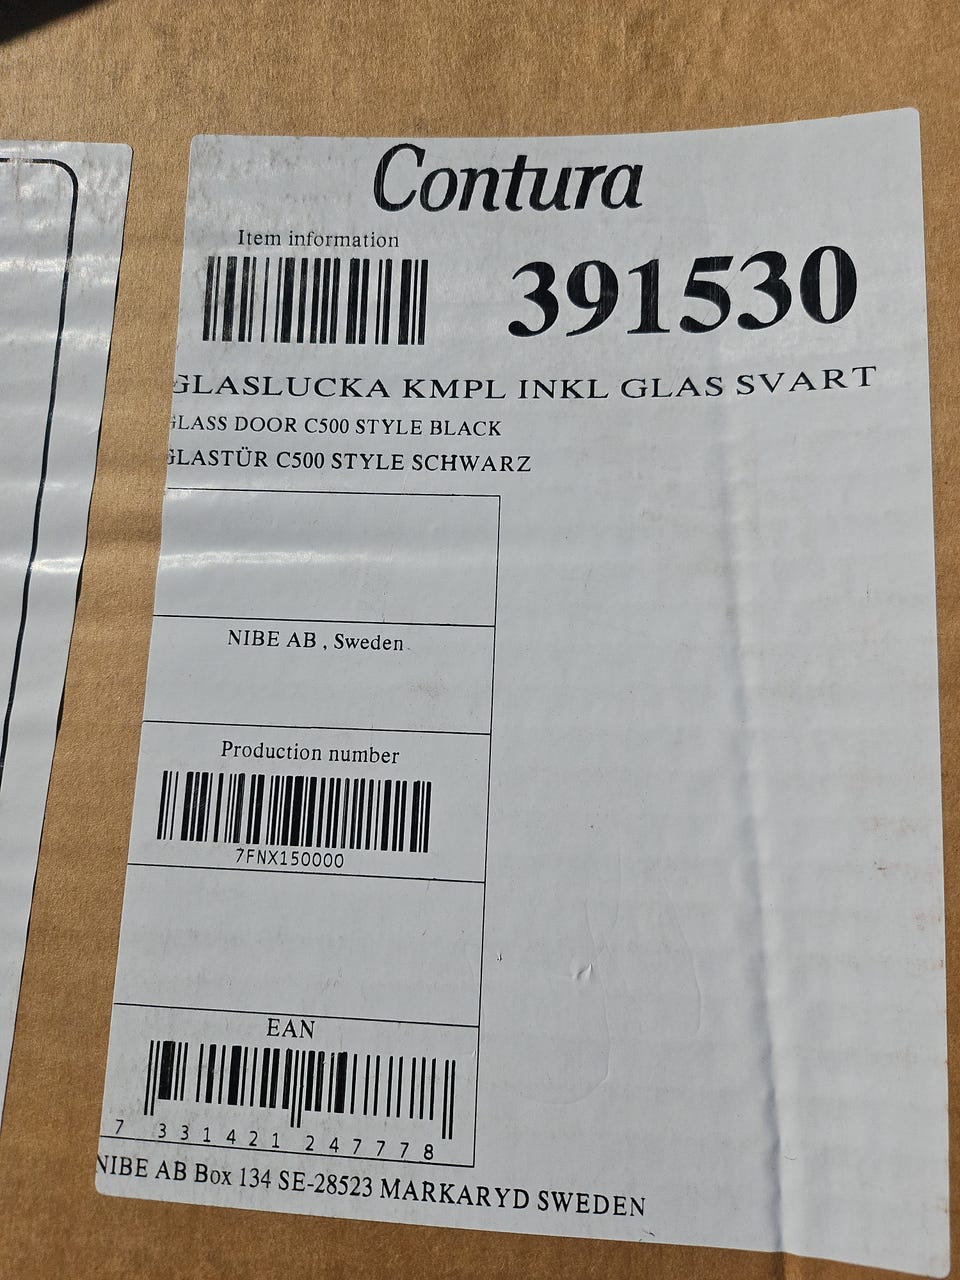 Contura
Item information
391530
GLASLUCKA KMPL INKL GLAS SVART
GLASS DOOR C500 STYLE BLACK
GLASTÜR C500 STYLE SCHWARZ
NIBE AB , Sweden
Production number
7FNX150000
EAN
7 331421 247778
NIBE AB Box 134 SE-28523 MARKARYD SWEDEN